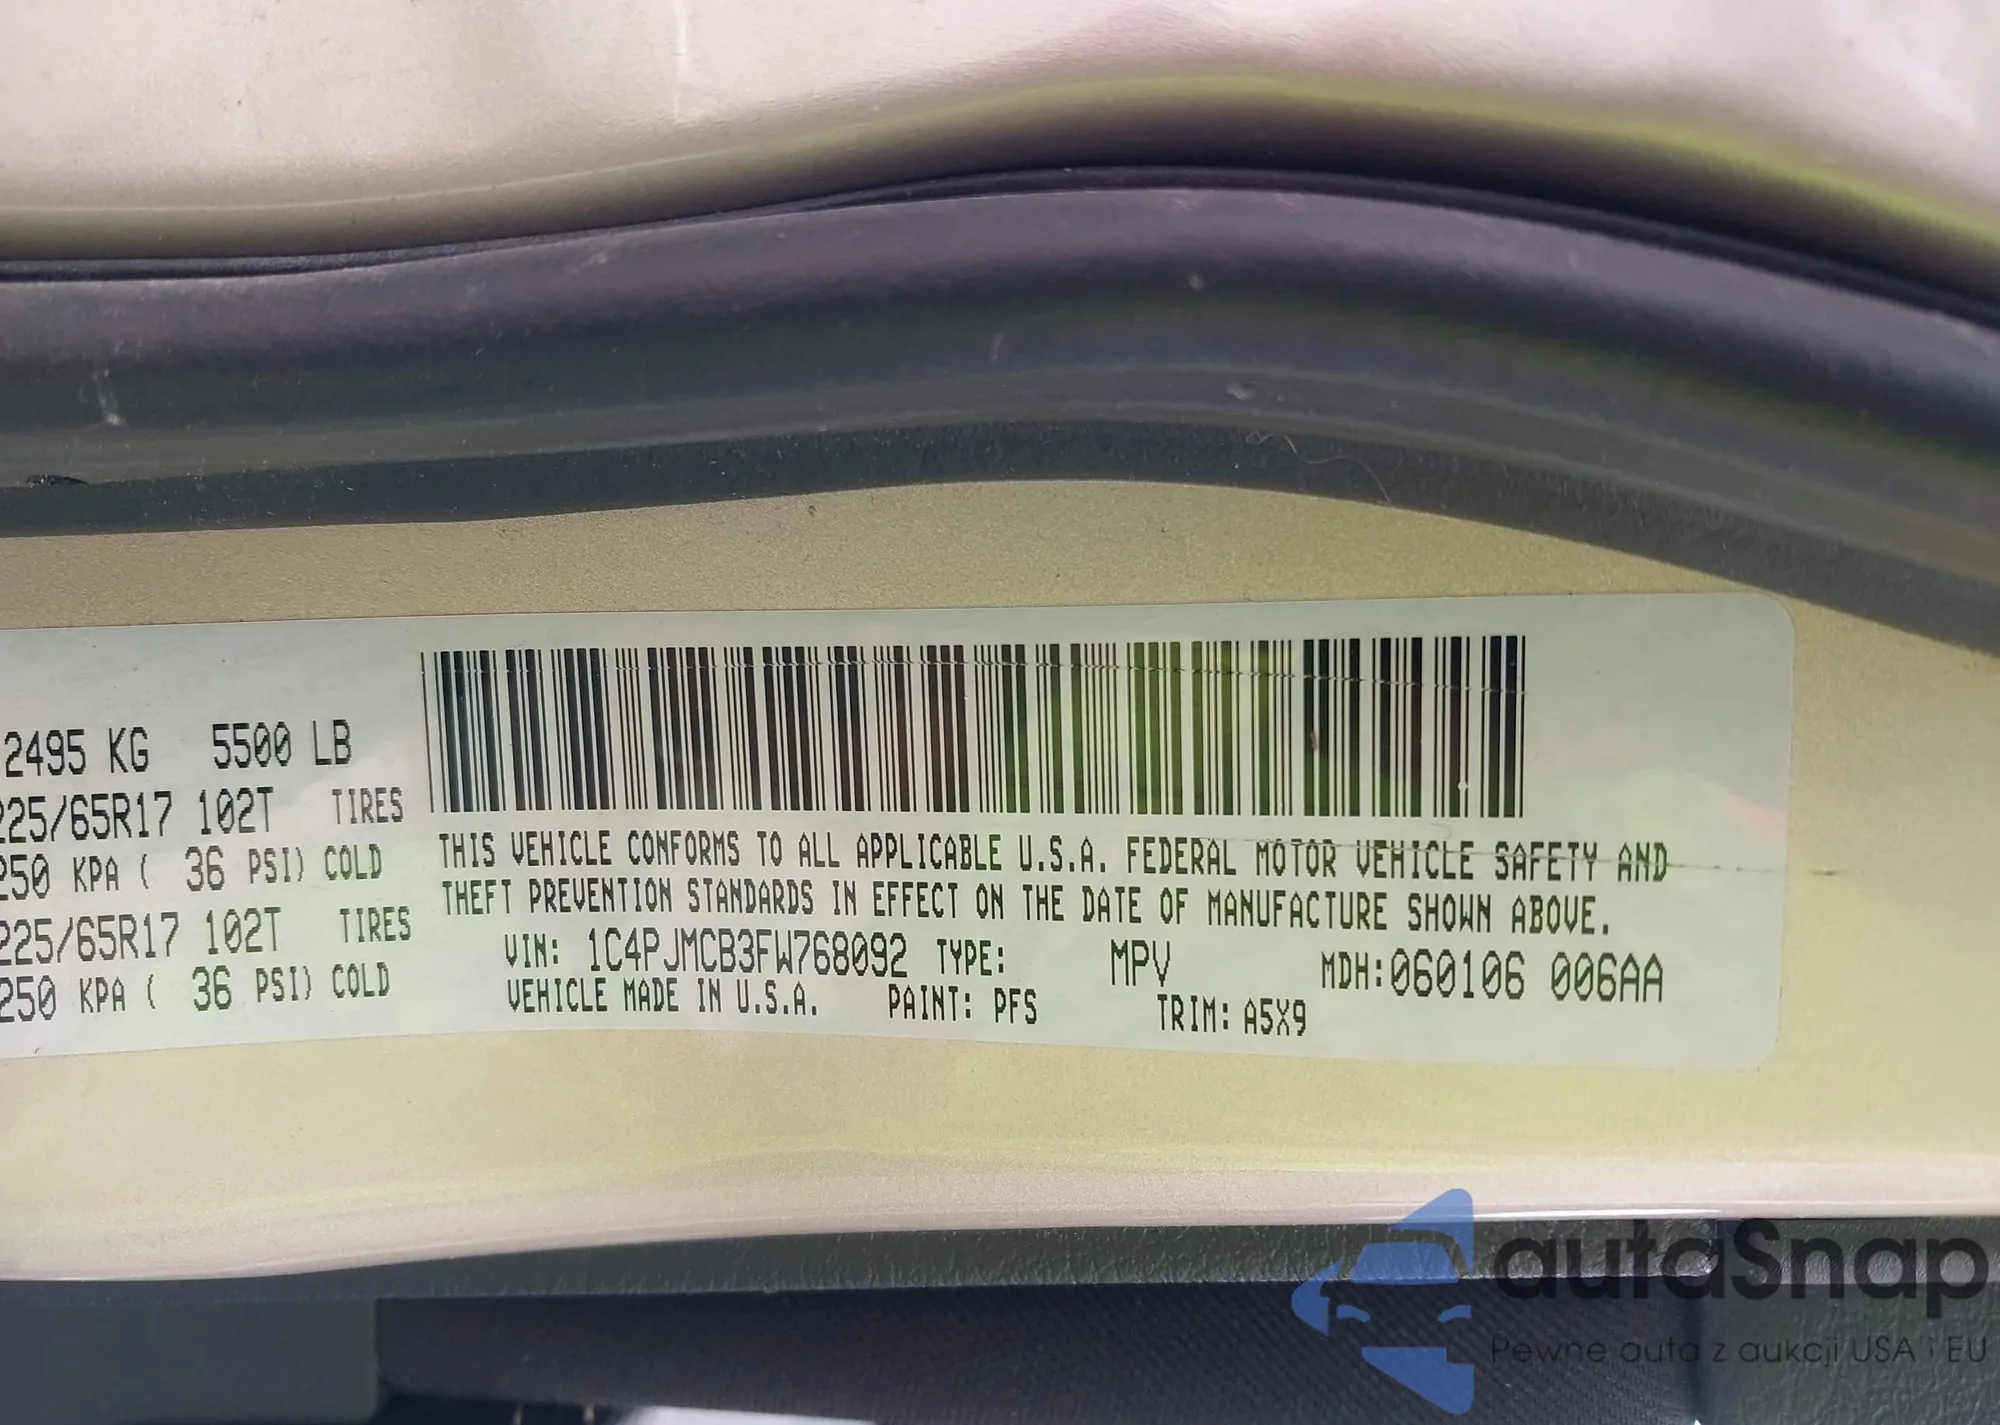 2495 KG 5500 LB
225/65R17 102T TIRES
250 KPA ( 36 PSI) COLD
225/65R17 102T TIRES
250 KPA ( 36 PSI) COLD
THIS VEHICLE CONFORMS TO ALL APPLICABLE U.S.A. FEDERAL MOTOR VEHICLE SAFETY AND
THEFT PREVENTION STANDARDS IN EFFECT ON THE DATE OF MANUFACTURE SHOWN ABOVE.
VIN: 1C4PJMCB3FW768092 TYPE: MPV MDH:060106 006AA
VEHICLE MADE IN U.S.A. PAINT: PFS TRIM: A5X9
autaSnap
Pewne auta z aukcji USA i EU